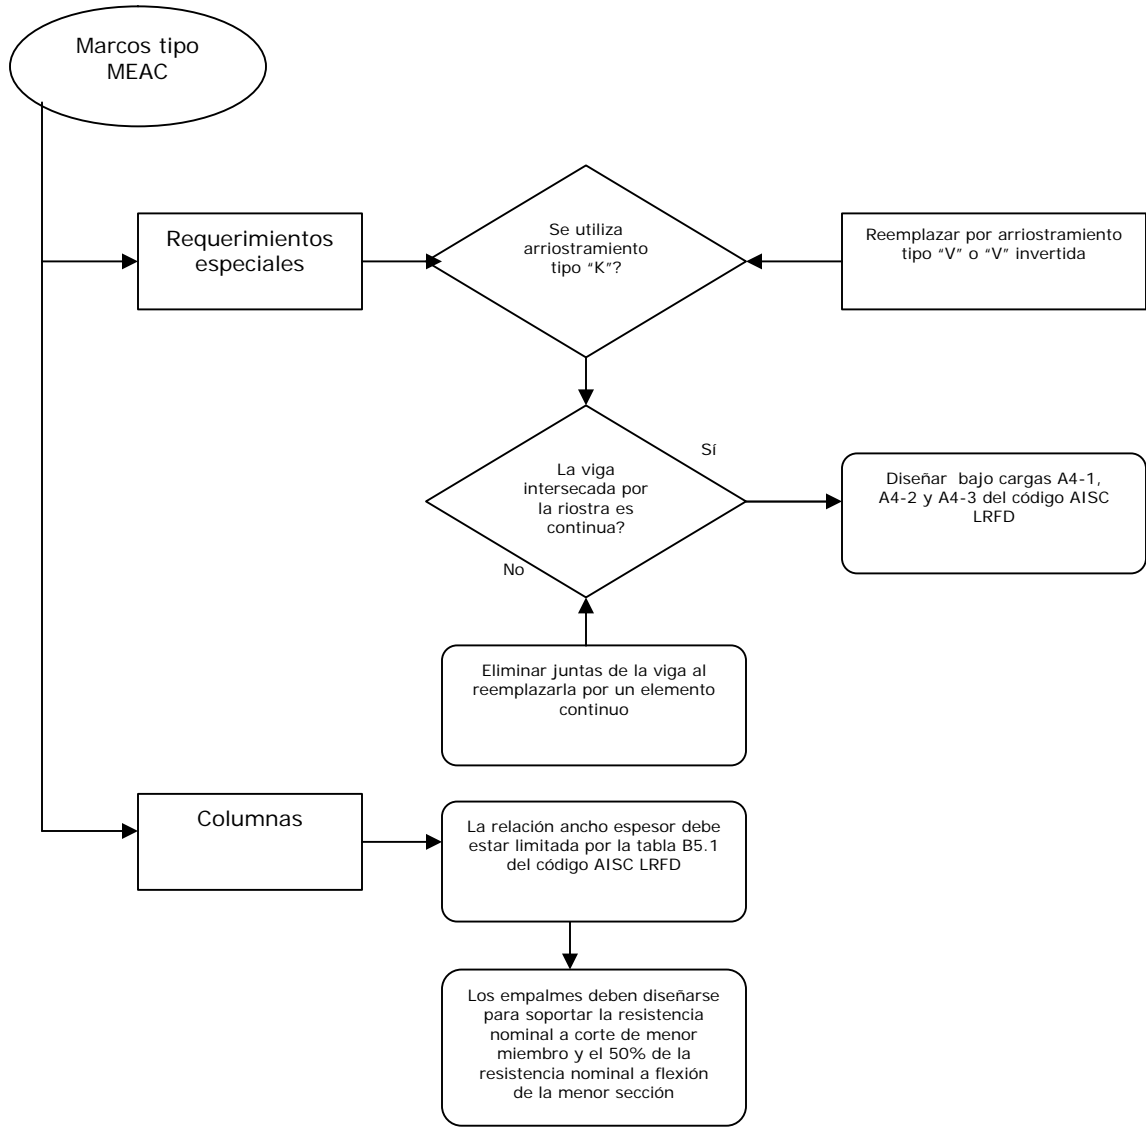 Marcos tipo
MEAC
Requerimientos
especiales
Se utiliza
arriostramiento
tipo “K”?
Reemplazar por arriostramiento
tipo “V” o “V” invertida
La viga
intersecada por
la riostra es
continua?
Sí
No
Diseñar  bajo cargas A4-1,
A4-2 y A4-3 del código AISC
LRFD
Eliminar juntas de la viga al
reemplazarla por un elemento
continuo
Columnas
La relación ancho espesor debe
estar limitada por la tabla B5.1
del código AISC LRFD
Los empalmes deben diseñarse
para soportar la resistencia
nominal a corte de menor
miembro y el 50% de la
resistencia nominal a flexión
de la menor sección